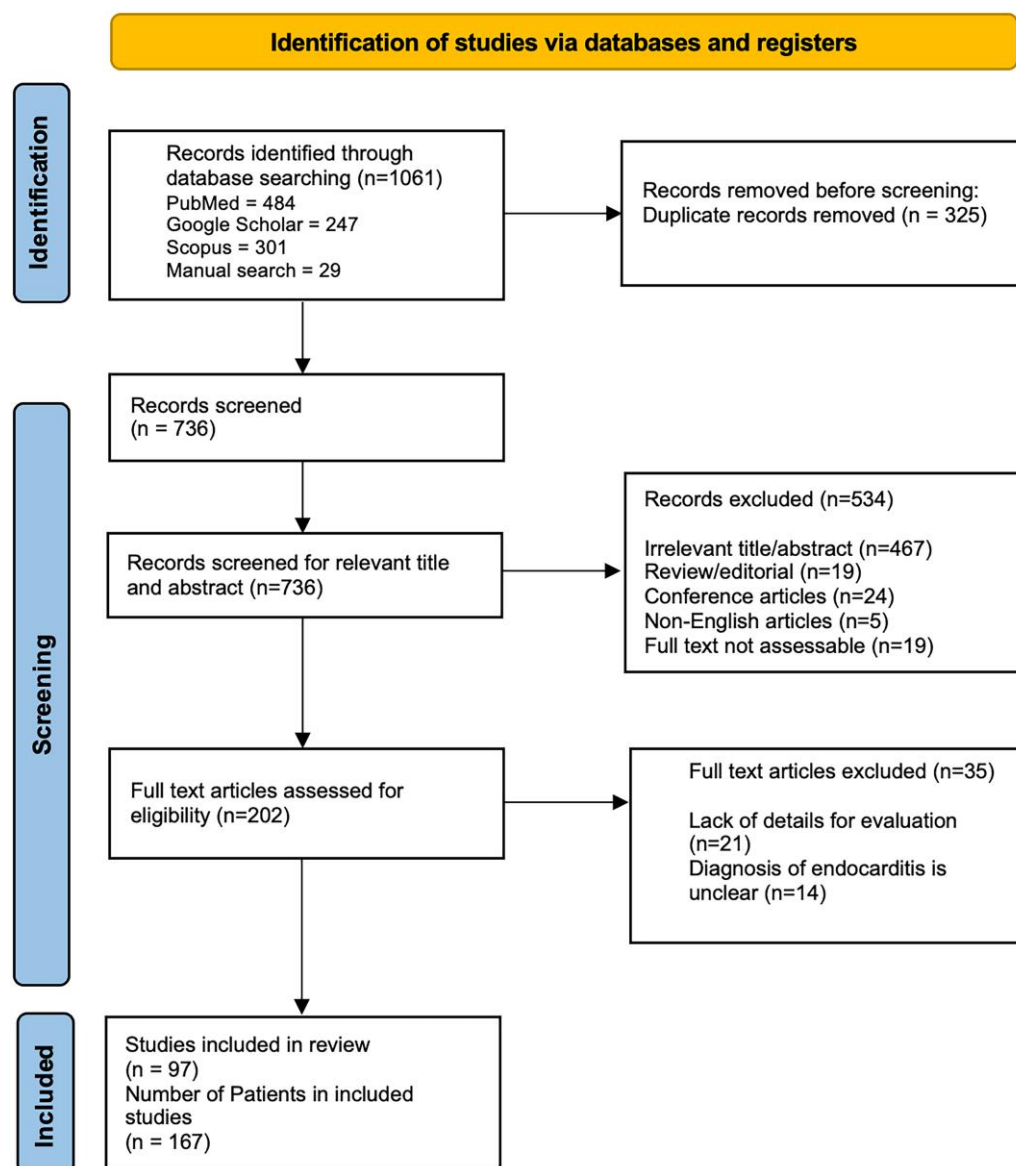 Identification of studies via databases and registers
Identification
Records identified through
database searching (n=1061)
PubMed = 484
Google Scholar = 247
Scopus = 301
Manual search = 29
Records removed before screening:
Duplicate records removed (n = 325)
Screening
Records screened
(n = 736)
Records screened for relevant title
and abstract (n=736)
Records excluded (n=534)
Irrelevant title/abstract (n=467)
Review/editorial (n=19)
Conference articles (n=24)
Non-English articles (n=5)
Full text not assessable (n=19)
Full text articles assessed for
eligibility (n=202)
Full text articles excluded (n=35)
Lack of details for evaluation
(n=21)
Diagnosis of endocarditis is
unclear (n=14)
Included
Studies included in review
(n = 97)
Number of Patients in included
studies
(n = 167)